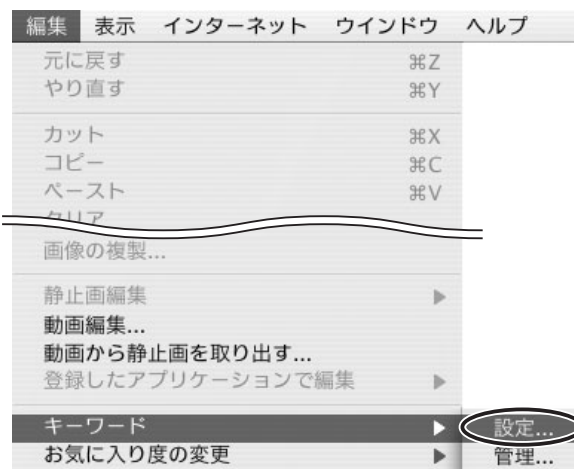 編集 表示 インターネット ウインドウ ヘルプ
元に戻す ⌘Z
やり直す ⌘Y
カット ⌘X
コピー ⌘C
ペースト ⌘V
クリア
画像の複製...
静止画編集 ▶
動画編集...
動画から静止画を取り出す...
登録したアプリケーションで編集 ▶
キーワード ▶ 設定...
お気に入り度の変更 ▶ 管理...